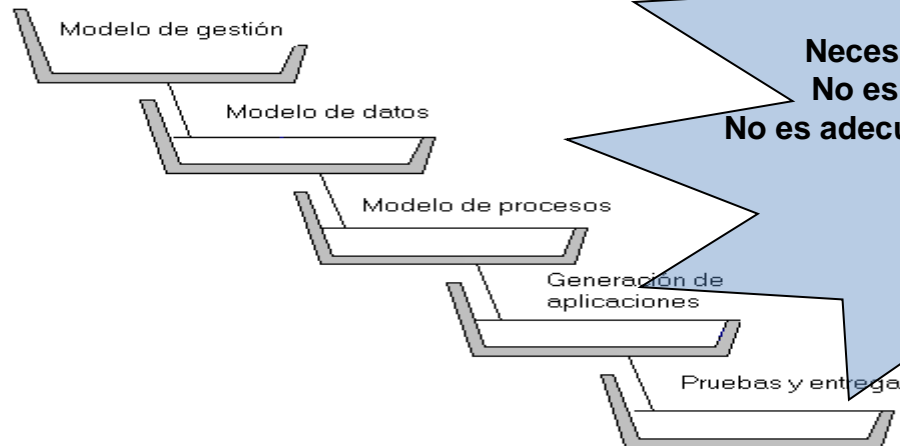 Modelo de gestión
Modelo de datos
Modelo de procesos
Generación de
aplicaciones
Pruebas y entrega
No es
No es